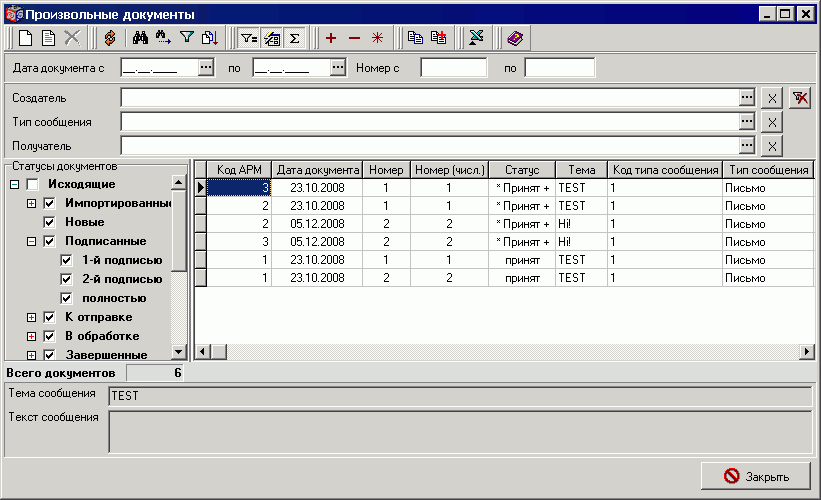 Произвольные документы
Дата документа с __.__.____ ... по __.__.____ ... Номер с по
Создатель ... X
Тип сообщения ... X
Получатель ... X
Статусы документов
Исходящие
Импортированные
Новые
Подписанные
1-й подписью
2-й подписью
полностью
К отправке
В обработке
Завершенные
Код АРМ Дата документа Номер Номер (числ.) Статус Тема Код типа сообщения Тип сообщения
3 23.10.2008 1 1 * Принят + TEST 1 Письмо
2 23.10.2008 1 1 * Принят + TEST 1 Письмо
2 05.12.2008 2 2 * Принят + Hi! 1 Письмо
3 05.12.2008 2 2 * Принят + Hi! 1 Письмо
1 23.10.2008 1 1 принят TEST 1 Письмо
1 23.10.2008 2 2 принят TEST 1 Письмо
Всего документов 6
Тема сообщения TEST
Текст сообщения
Закрыть